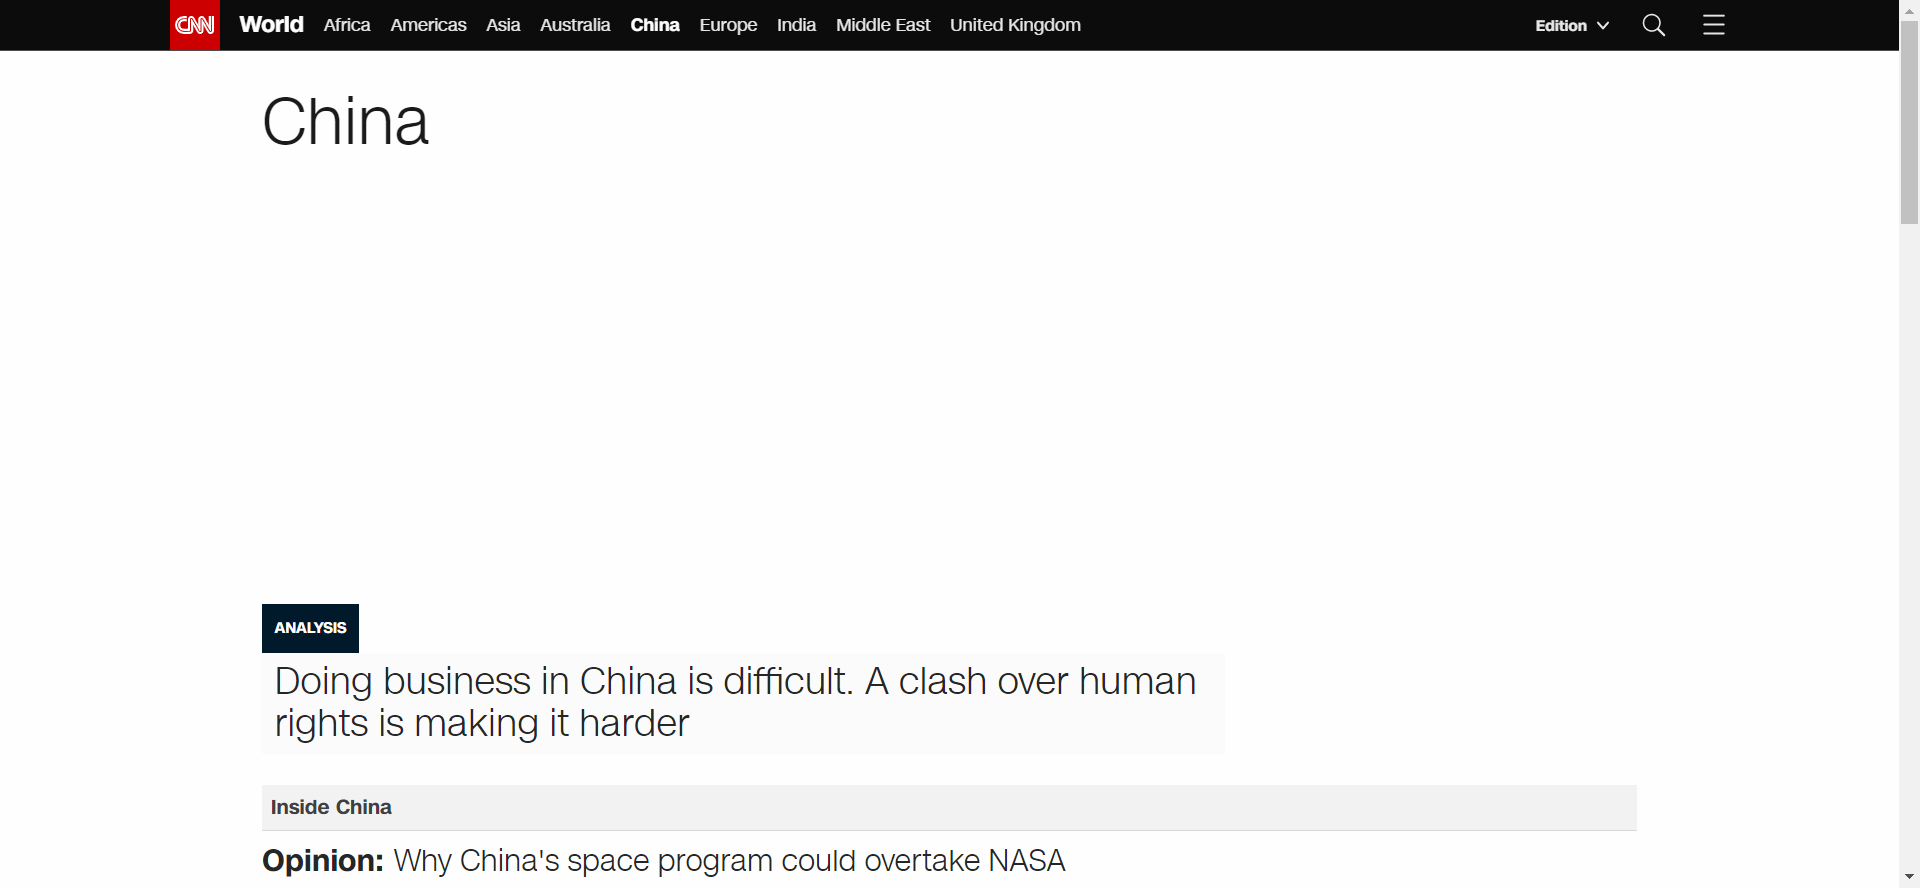 CNN World Africa Americas Asia Australia China Europe India Middle East United Kingdom Edition
China
ANALYSIS
Doing business in China is difficult. A clash over human
rights is making it harder
Inside China
Opinion: Why China's space program could overtake NASA